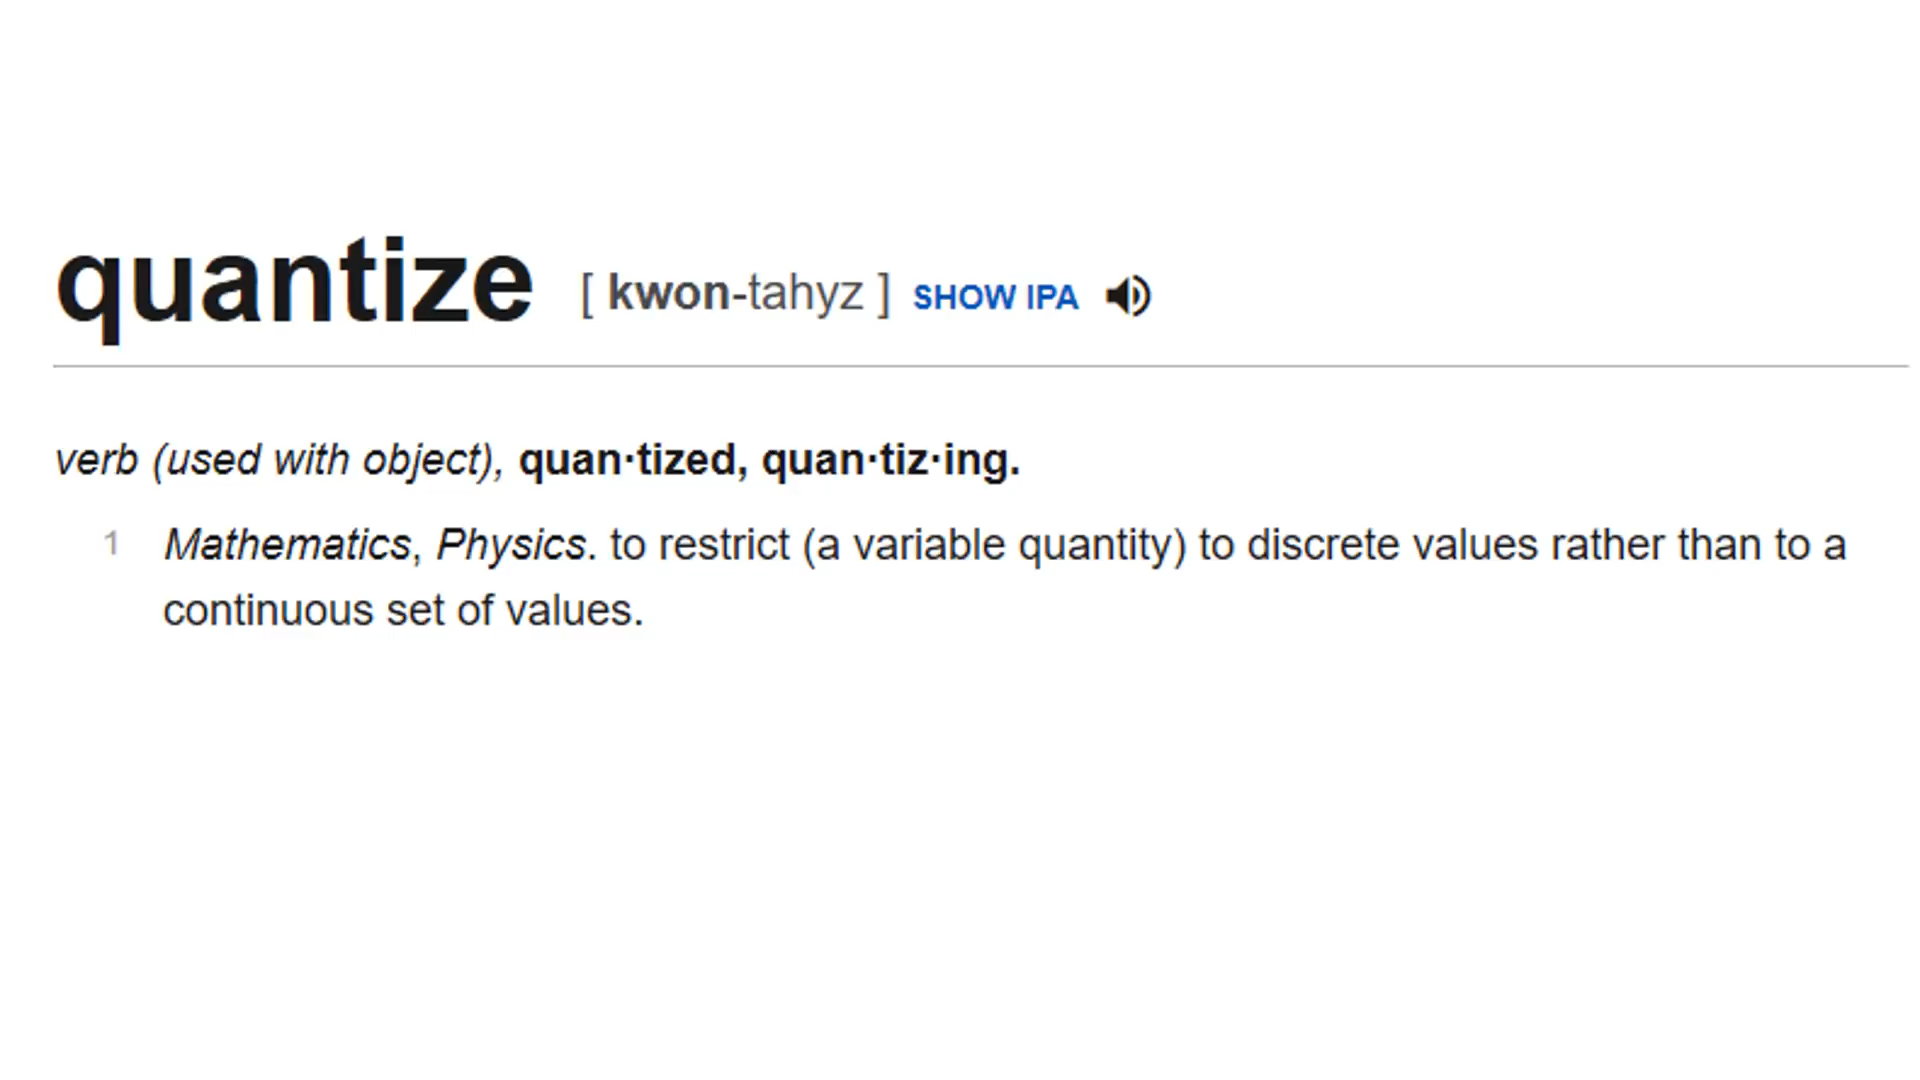 quantize [ kwon-tahyz ] SHOW IPA
verb (used with object), quan·tized, quan·tiz·ing.
1 Mathematics, Physics. to restrict (a variable quantity) to discrete values rather than to a
continuous set of values.